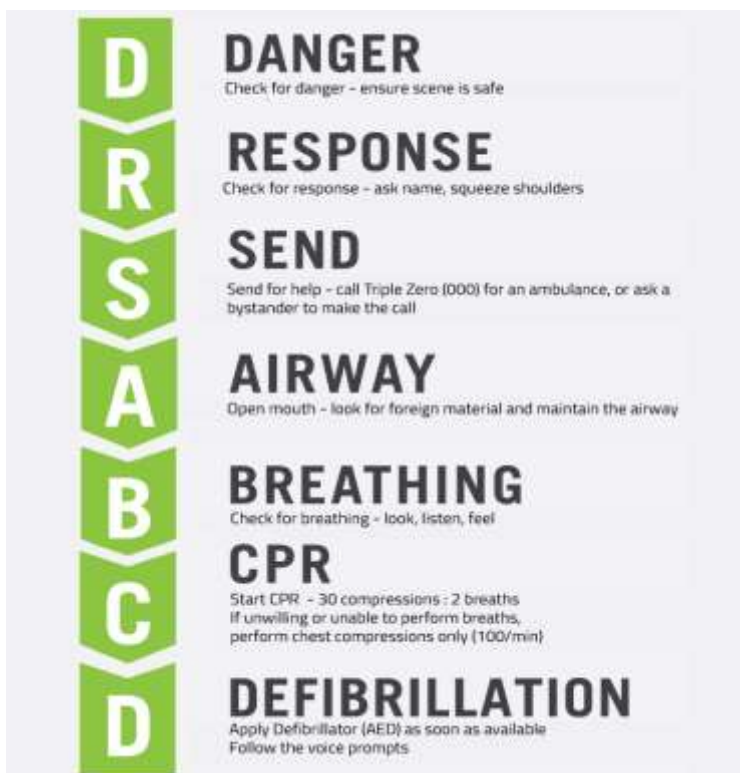 D
DANGER
Check for danger - ensure scene is safe
R
RESPONSE
Check for response - ask name, squeeze shoulders
S
SEND
Send for help - call Triple Zero (000) for an ambulance, or ask a
bystander to make the call
A
AIRWAY
Open mouth - look for foreign material and maintain the airway
B
BREATHING
Check for breathing - look, listen, feel
C
CPR
Start CPR - 30 compressions : 2 breaths
If unwilling or unable to perform breaths,
perform chest compressions only (100/min)
D
DEFIBRILLATION
Apply Defibrillator (AED) as soon as available
Follow the voice prompts